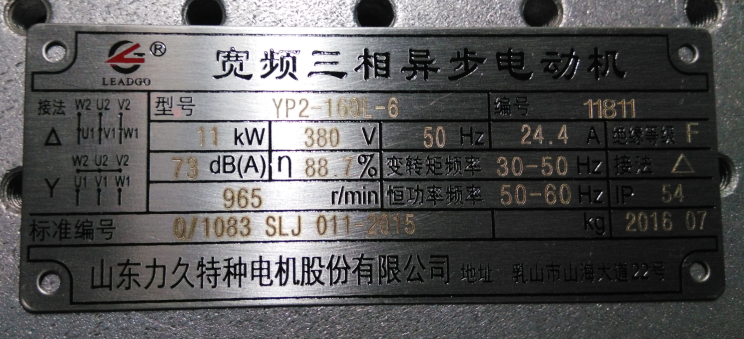 LEADGO ® 宽频三相异步电动机
接法 W2 U2 V2 型号 YP2-160L-6 编号 11811
△ U1 V1 W1 11 kW 380 V 50 Hz 24.4 A 绝缘等级 F
W2 U2 V2 73 dB(A) η 88.7% 变转矩频率 30-50 Hz 接法 △
Y U1 V1 W1 965 r/min 恒功率频率 50-60 Hz IP 54
标准编号 Q/1083 SLJ 011-2015 kg 2016 07
山东力久特种电机股份有限公司 地址 乳山市山海大道22号